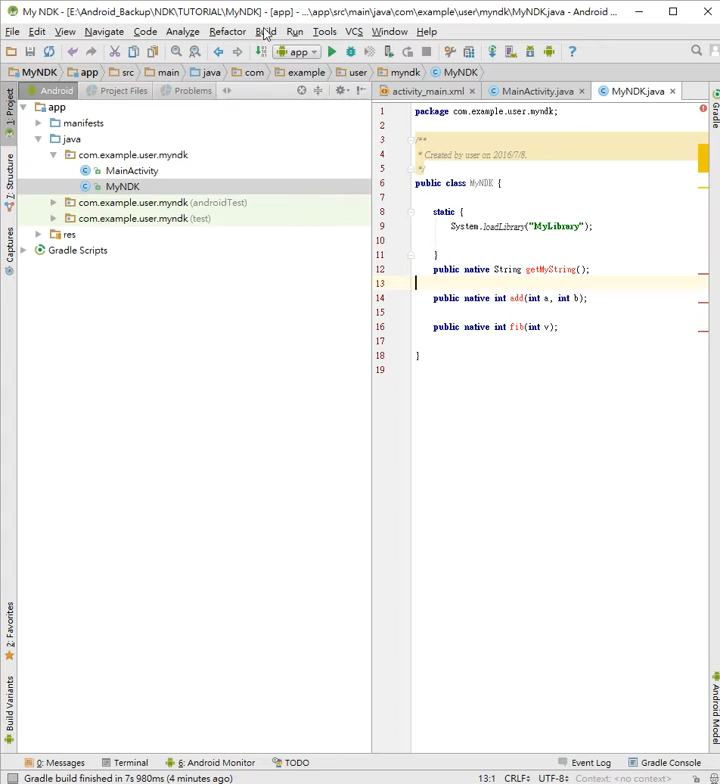 My NDK - [E:\Android_Backup\NDK\TUTORIAL\MyNDK] - [app] - ...\app\src\main\java\com\example\user\myndk\MyNDK.java - Android ...
File Edit View Navigate Code Analyze Refactor Build Run Tools VCS Window Help
app
MyNDK app src main java com example user myndk MyNDK
Android Project Files Problems
activity_main.xml MainActivity.java MyNDK.java
1: Project
7: Structure
Captures
2: Favorites
Build Variants
app
manifests
java
com.example.user.myndk
MainActivity
MyNDK
com.example.user.myndk (androidTest)
com.example.user.myndk (test)
res
Gradle Scripts
1 package com.example.user.myndk;
2
3 /**
4 * Created by user on 2016/7/8.
5 */
6 public class MyNDK {
7
8 static {
9 System.loadLibrary("MyLibrary");
10
11 }
12 public native String getMyString();
13
14 public native int add(int a, int b);
15
16 public native int fib(int v);
17
18 }
19
Gradle
Android Model
0: Messages Terminal 6: Android Monitor TODO Event Log Gradle Console
Gradle build finished in 7s 980ms (4 minutes ago) 13:1 CRLF÷ UTF-8÷ Context: <no context>